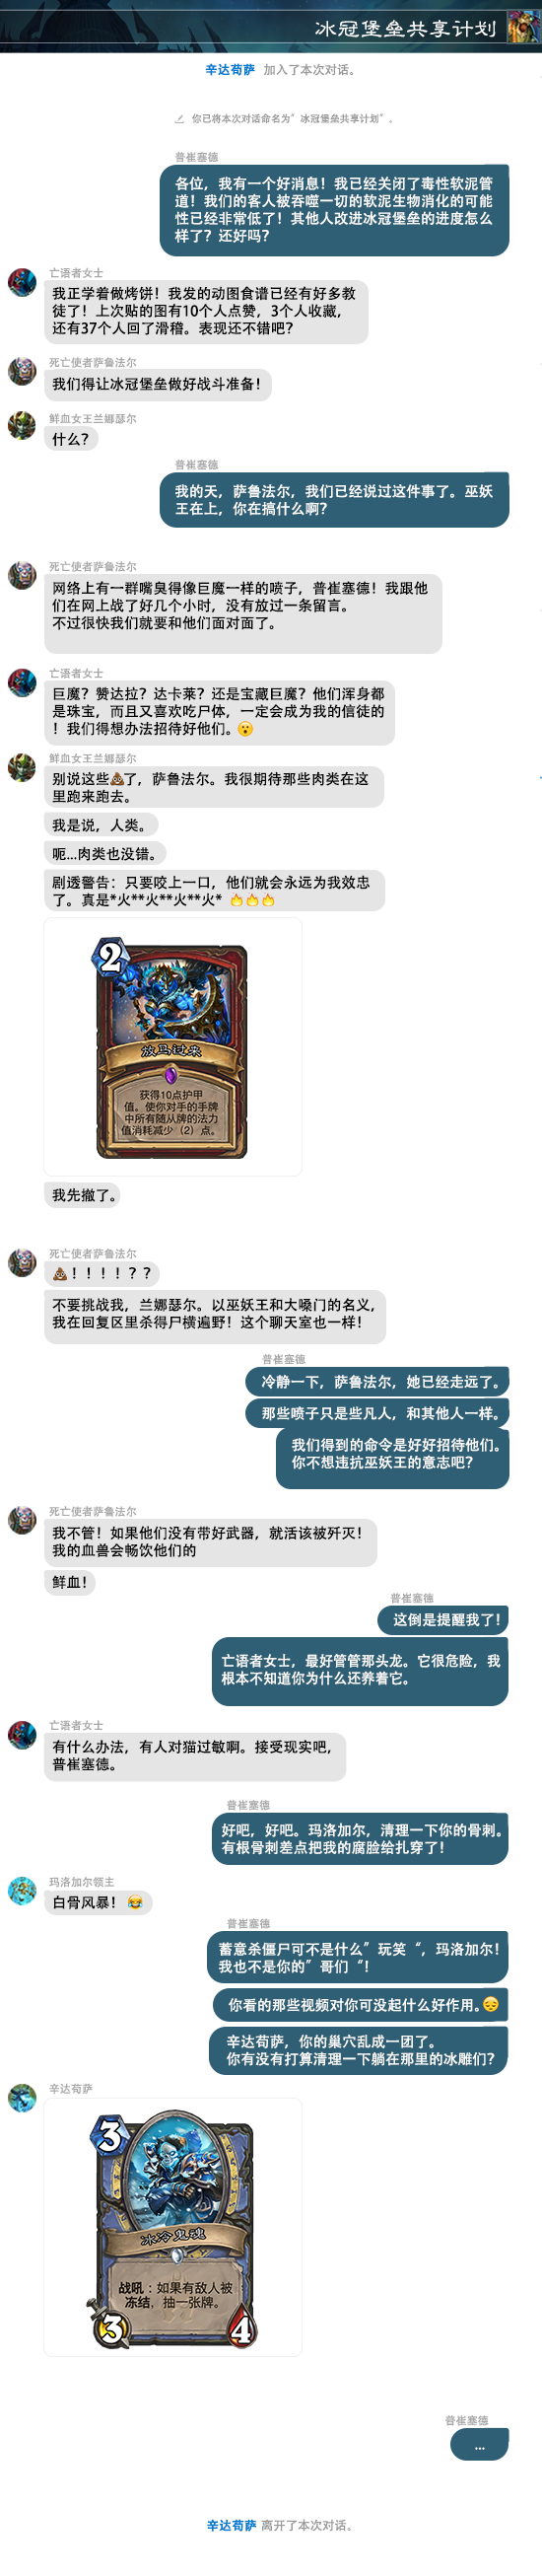 冰冠堡垒共享计划
辛达苟萨 加入了本次对话。
你已将本次对话命名为”冰冠堡垒共享计划”。
普崔塞德
各位，我有一个好消息！我已经关闭了毒性软泥管
道！我们的客人被吞噬一切的软泥生物消化的可能
性已经非常低了！其他人改进冰冠堡垒的进度怎么
样了？还好吗？
亡语者女士
我正学着做烤饼！我发的动图食谱已经有好多教
徒了！上次贴的图有10个人点赞，3个人收藏，
还有37个人回了滑稽。表现还不错吧？
死亡使者萨鲁法尔
我们得让冰冠堡垒做好战斗准备！
鲜血女王兰娜瑟尔
什么？
普崔塞德
我的天，萨鲁法尔，我们已经说过这件事了。巫妖
王在上，你在搞什么啊？
死亡使者萨鲁法尔
网络上有一群嘴臭得像巨魔一样的喷子，普崔塞德！我跟他
们在网上战了好几个小时，没有放过一条留言。
不过很快我们就要和他们面对面了。
亡语者女士
巨魔？赞达拉？达卡莱？还是宝藏巨魔？他们浑身都
是珠宝，而且又喜欢吃尸体，一定会成为我的信徒的
！我们得想办法招待好他们。😮
鲜血女王兰娜瑟尔
别说这些💩了，萨鲁法尔。我很期待那些肉类在这
里跑来跑去。
我是说，人类。
呃...肉类也没错。
剧透警告：只要咬上一口，他们就会永远为我效忠
了。真是*火**火**火**火* 🔥🔥🔥
2
放马过来
获得10点护甲
值。使你对手的手牌
中所有随从牌的法力
值消耗减少（2）点。
我先撤了。
死亡使者萨鲁法尔
💩！！！！？？
不要挑战我，兰娜瑟尔。以巫妖王和大嗓门的名义，
我在回复区里杀得尸横遍野！这个聊天室也一样！
普崔塞德
冷静一下，萨鲁法尔，她已经走远了。
那些喷子只是些凡人，和其他人一样。
我们得到的命令是好好招待他们。
你不想违抗巫妖王的意志吧？
死亡使者萨鲁法尔
我不管！如果他们没有带好武器，就活该被歼灭！
我的血兽会畅饮他们的
鲜血！
普崔塞德
这倒是提醒我了！
亡语者女士，最好管管那头龙。它很危险，我
根本不知道你为什么还养着它。
亡语者女士
有什么办法，有人对猫过敏啊。接受现实吧，
普崔塞德。
普崔塞德
好吧，好吧。玛洛加尔，清理一下你的骨刺。
有根骨刺差点把我的腐脸给扎穿了！
玛洛加尔领主
白骨风暴！😂
普崔塞德
蓄意杀僵尸可不是什么”玩笑“，玛洛加尔！
我也不是你的”哥们“！
你看的那些视频对你可没起什么好作用。😔
辛达苟萨，你的巢穴乱成一团了。
你有没有打算清理一下躺在那里的冰雕们？
辛达苟萨
3
冰冷鬼魂
战吼：如果有敌人被
冻结，抽一张牌。
3
4
普崔塞德
...
辛达苟萨 离开了本次对话。